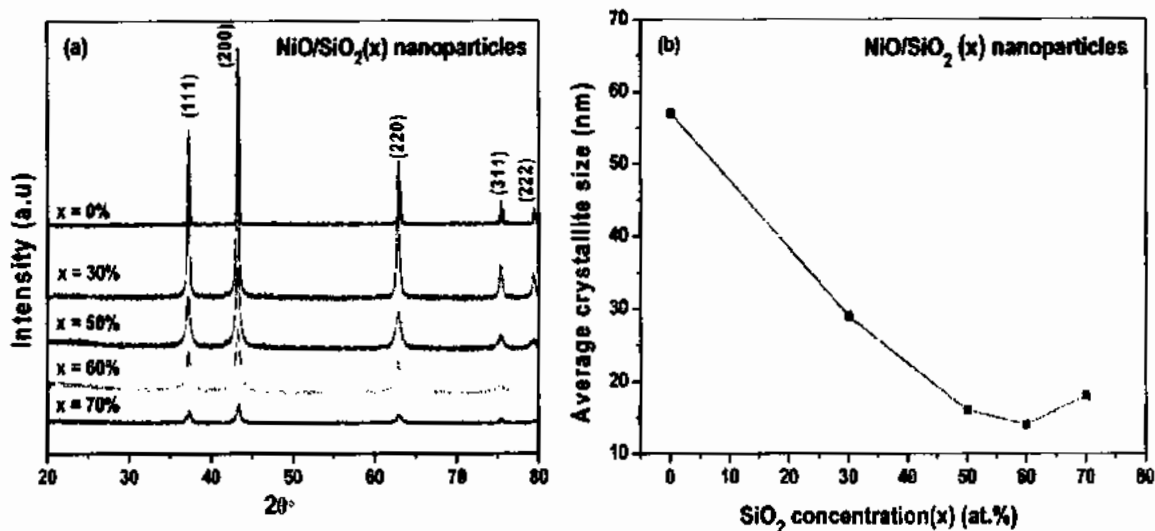 (a)
NiO/SiO₂(x) nanoparticles
(111)
(200)
(220)
(311)
(222)
x = 0%
x = 30%
x = 50%
x = 60%
x = 70%
Intensity (a.u)
20 30 40 50 60 70 80
2θ°
(b)
NiO/SiO₂ (x) nanoparticles
70
60
50
40
30
20
10
Average crystallite size (nm)
0 10 20 30 40 50 60 70 80
SiO₂ concentration(x) (at.%)